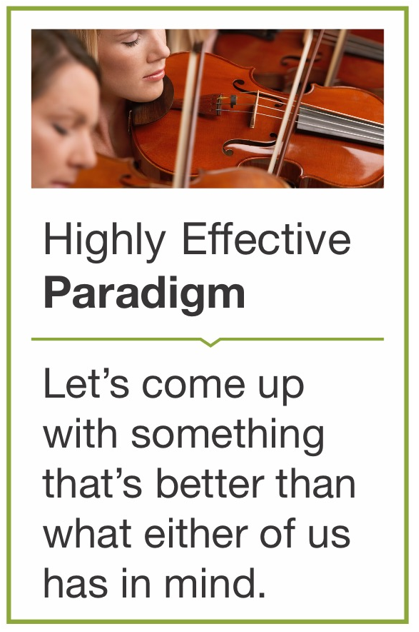 Highly Effective
Paradigm
Let’s come up
with something
that’s better than
what either of us
has in mind.